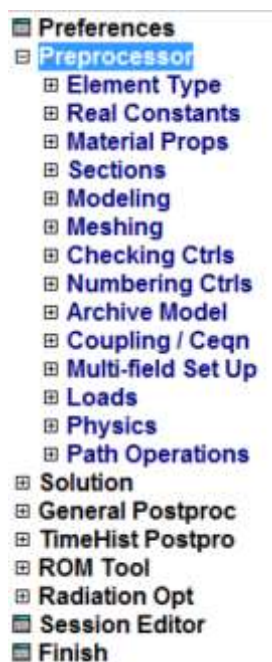 Preferences
Preprocessor
Element Type
Real Constants
Material Props
Sections
Modeling
Meshing
Checking Ctrls
Numbering Ctrls
Archive Model
Coupling / Ceqn
Multi-field Set Up
Loads
Physics
Path Operations
Solution
General Postproc
TimeHist Postpro
ROM Tool
Radiation Opt
Session Editor
Finish